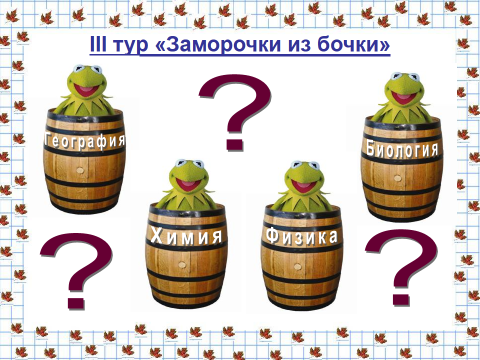 III тур «Заморочки из бочки»
?
География
Биология
Химия
Физика
?
?